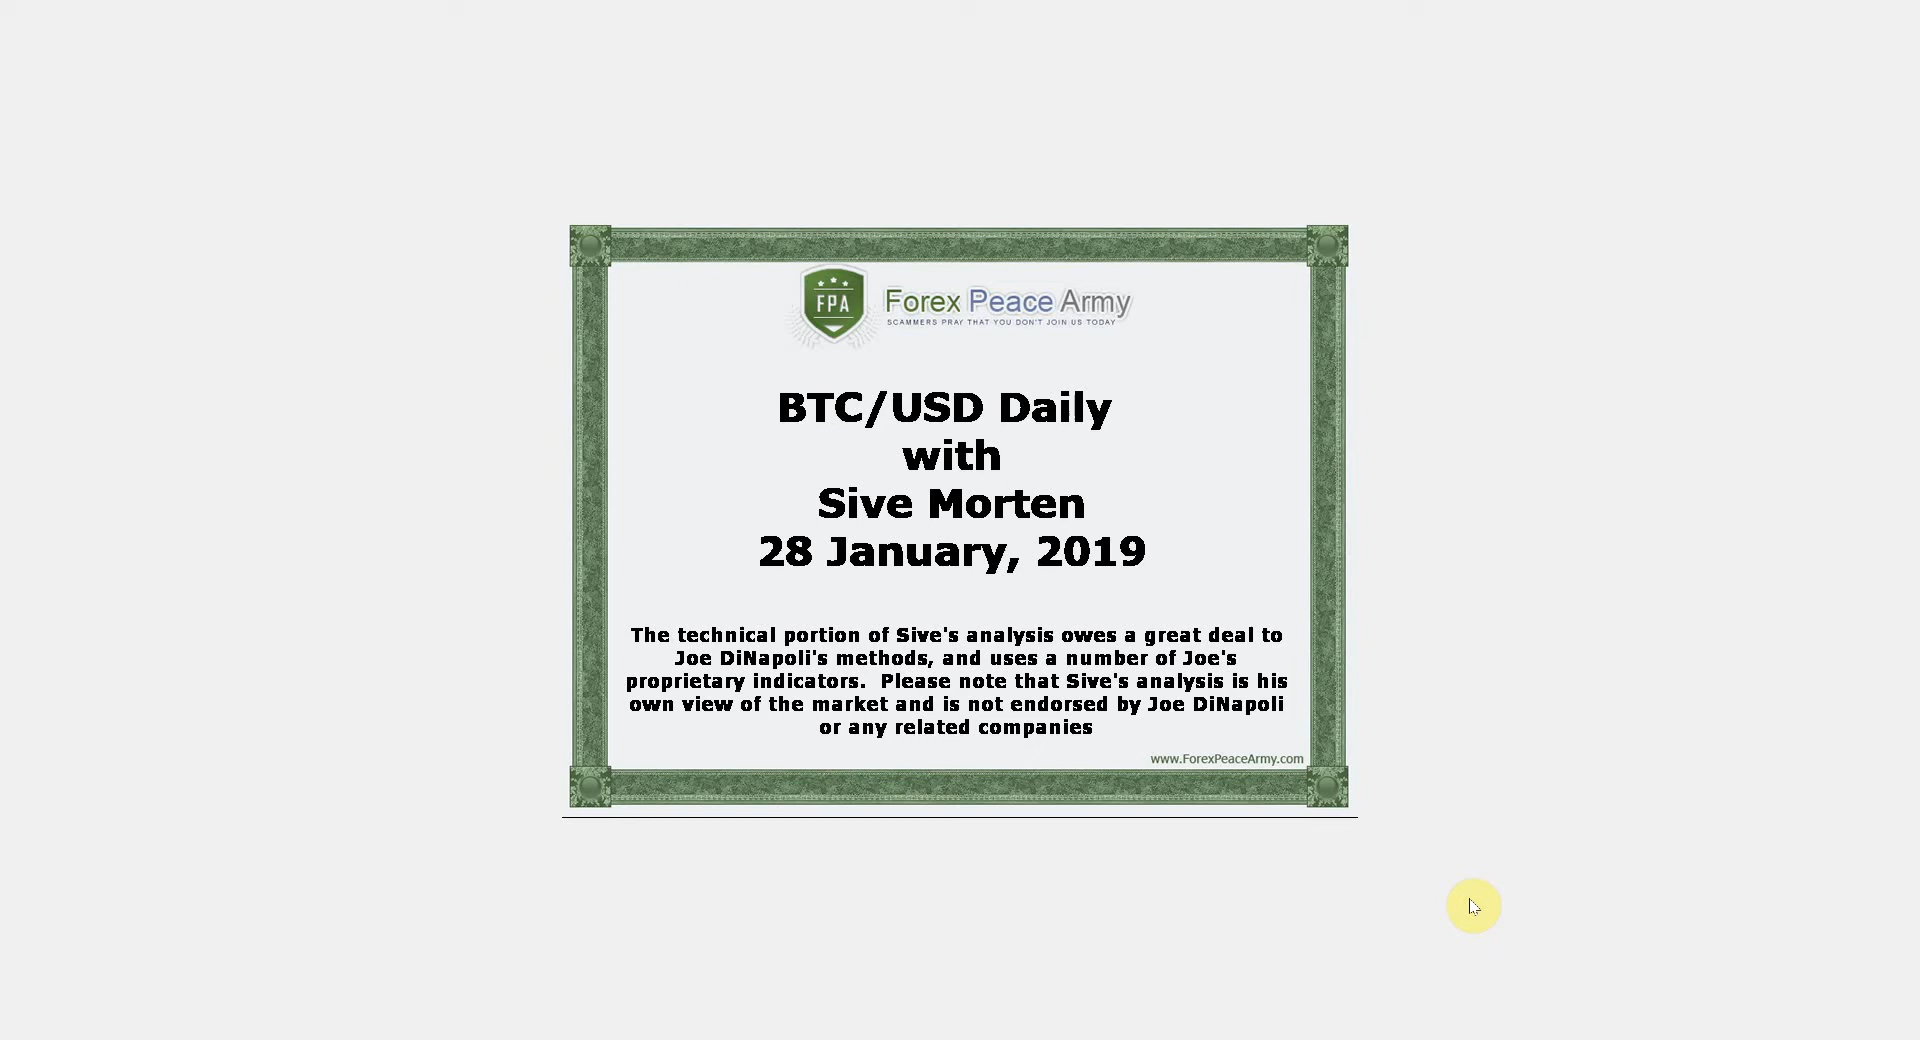 FPA
Forex Peace Army
SCAMMERS PRAY THAT YOU DON'T JOIN US TODAY
BTC/USD Daily
with
Sive Morten
28 January, 2019
The technical portion of Sive's analysis owes a great deal to
Joe DiNapoli's methods, and uses a number of Joe's
proprietary indicators.  Please note that Sive's analysis is his
own view of the market and is not endorsed by Joe DiNapoli
or any related companies
www.ForexPeaceArmy.com